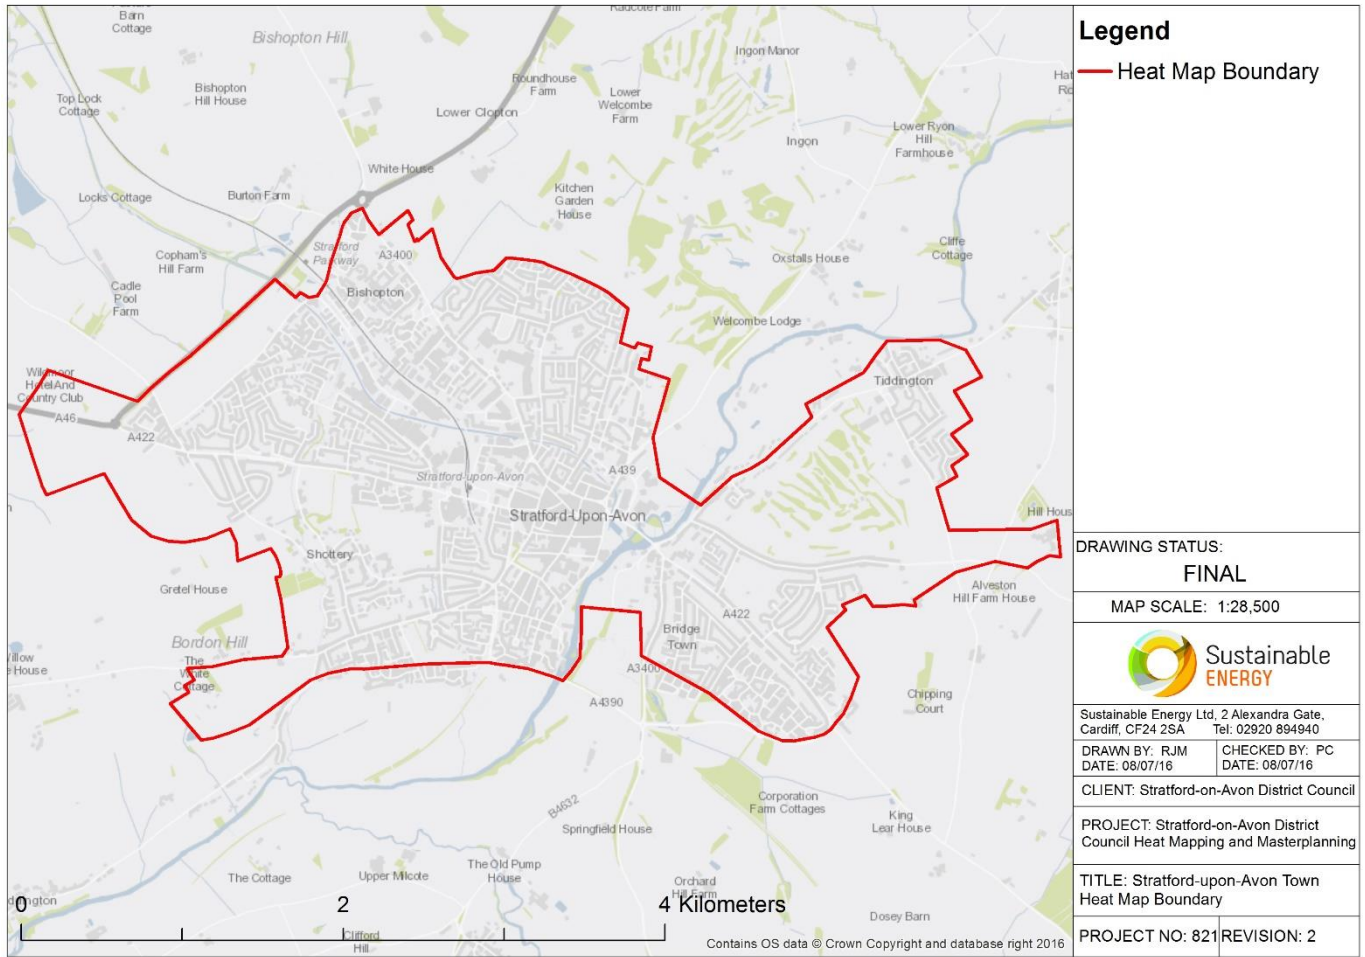 Barn
Cottage
Bishopton Hill
Ingon Manor
Roundhouse
Farm
Bishopton
Hill House
Top Lock
Cottage
Lower
Welcombe
Farm
Lower Clopton
Lower Ryon
Hill
Farmhouse
Ingon
White House
Locks Cottage
Burton Farm
Kitchen
Garden
House
Stratford
Parkway
A3400
Copham's
Hill Farm
Cliffe
Cottage
Oxstalls House
Cadle
Pool
Farm
Bishopton
Welcombe Lodge
Wildmoor
Hotel And
Country Club
Tiddington
A46
A422
A439
Stratford-upon-Avon
Stratford-Upon-Avon
Hill Hous
Shottery
Gretel House
Alveston
Hill Farm House
A422
Bridge
Town
Bordon Hill
The
White
Cottage
House
A3400
A4390
Chipping
Court
B4632
Corporation
Farm Cottages
King
Lear House
Springfield House
The Old Pump
House
The Cottage
Upper Milcote
Orchard
Hill Farm
Dosey Barn
Clifford
Hill
0 2 4 Kilometers
Contains OS data © Crown Copyright and database right 2016
Legend
Heat Map Boundary
DRAWING STATUS:
FINAL
MAP SCALE: 1:28,500
Sustainable
ENERGY
Sustainable Energy Ltd, 2 Alexandra Gate,
Cardiff, CF24 2SA Tel: 02920 894940
DRAWN BY: RJM
DATE: 08/07/16
CHECKED BY: PC
DATE: 08/07/16
CLIENT: Stratford-on-Avon District Council
PROJECT: Stratford-on-Avon District
Council Heat Mapping and Masterplanning
TITLE: Stratford-upon-Avon Town
Heat Map Boundary
PROJECT NO: 821
REVISION: 2